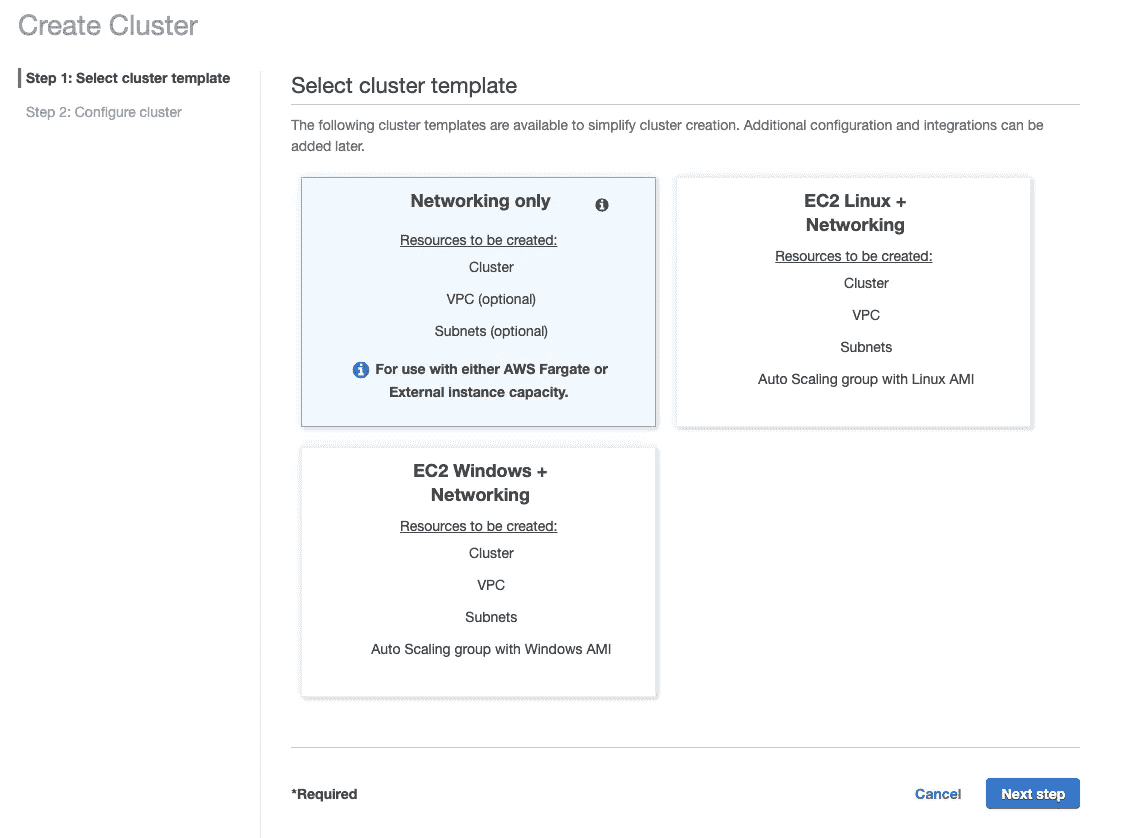 Create Cluster
Step 1: Select cluster template
Step 2: Configure cluster
Select cluster template
The following cluster templates are available to simplify cluster creation. Additional configuration and integrations can be
added later.
Networking only
Resources to be created:
Cluster
VPC (optional)
Subnets (optional)
For use with either AWS Fargate or
External instance capacity.
EC2 Linux +
Networking
Resources to be created:
Cluster
VPC
Subnets
Auto Scaling group with Linux AMI
EC2 Windows +
Networking
Resources to be created:
Cluster
VPC
Subnets
Auto Scaling group with Windows AMI
*Required
Cancel
Next step